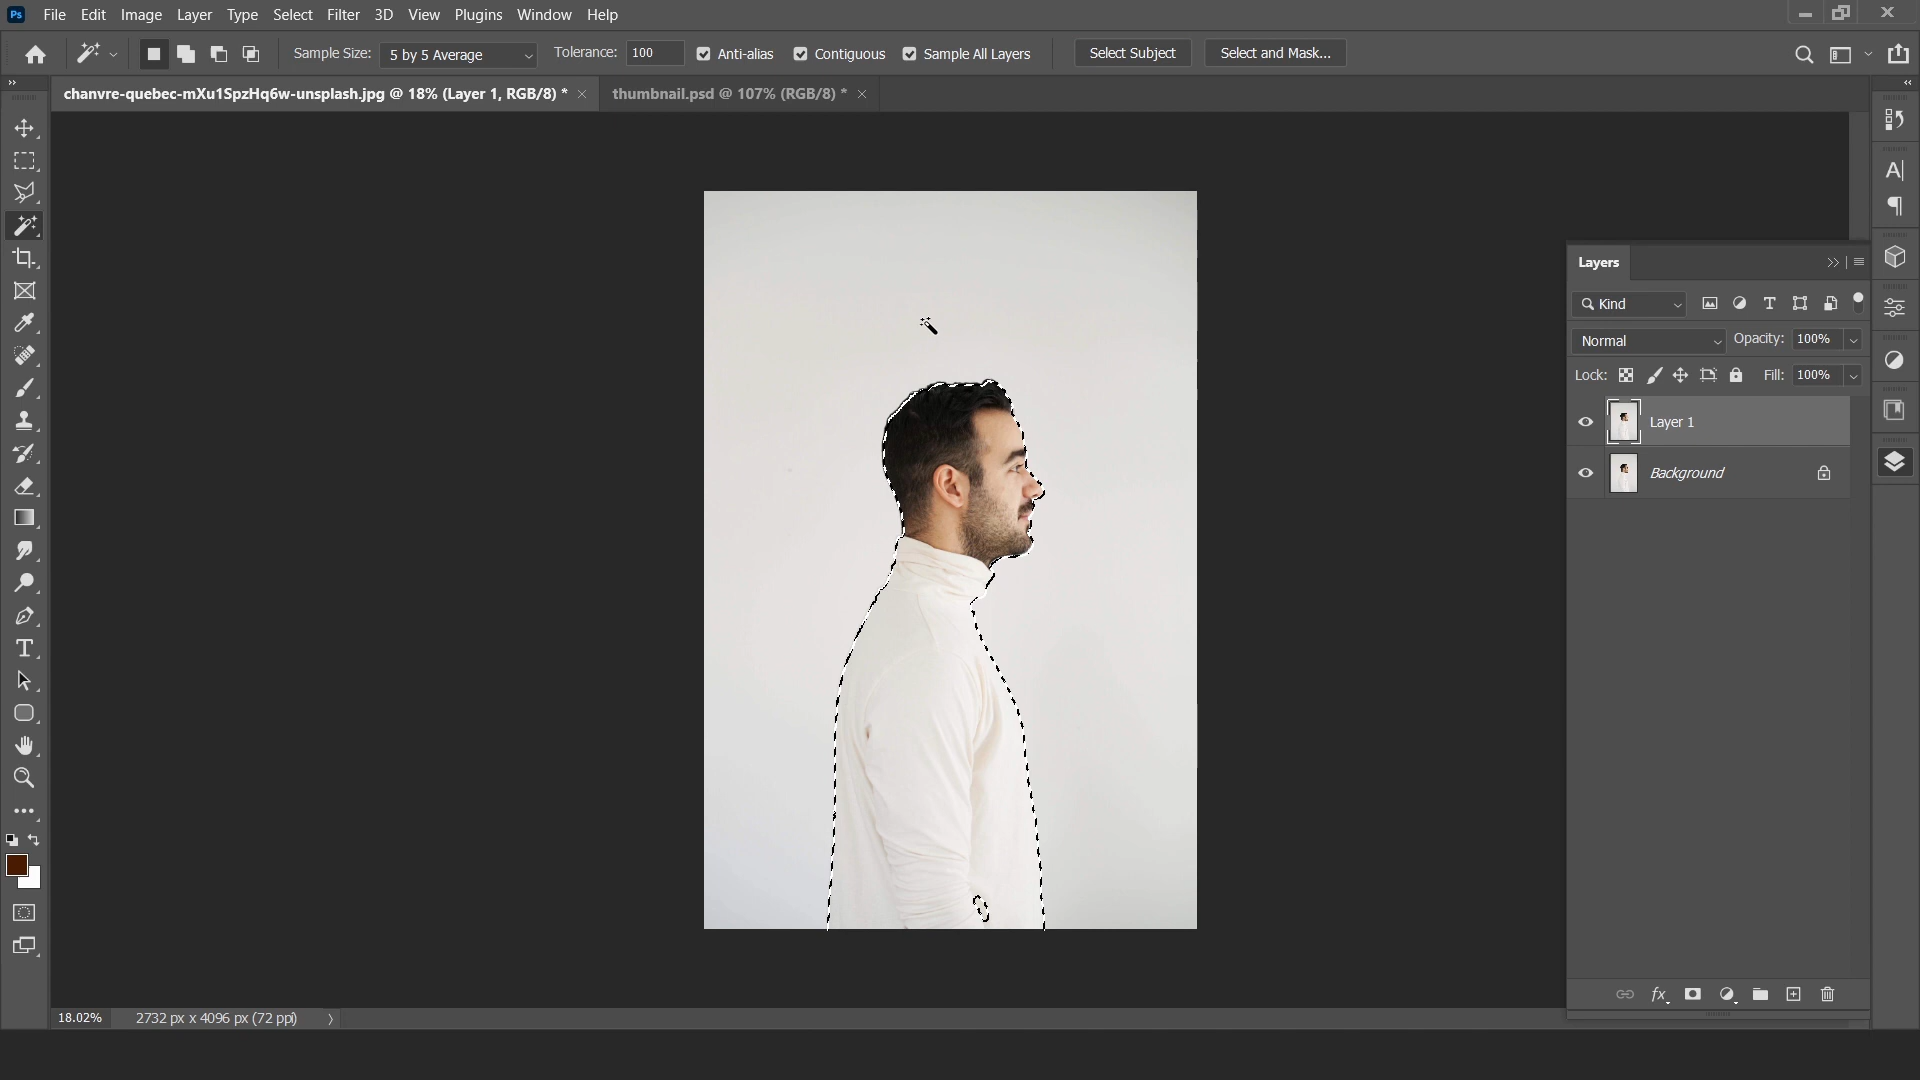 Ps File Edit Image Layer Type Select Filter 3D View Plugins Window Help
Sample Size: 5 by 5 Average Tolerance: 100 Anti-alias Contiguous Sample All Layers Select Subject Select and Mask...
chanvre-quebec-mXu1SpzHq6w-unsplash.jpg @ 18% (Layer 1, RGB/8) * × thumbnail.psd @ 107% (RGB/8) * ×
Layers
Kind
Normal Opacity: 100%
Lock: Fill: 100%
Layer 1
Background
fx
18.02% 2732 px x 4096 px (72 ppi)